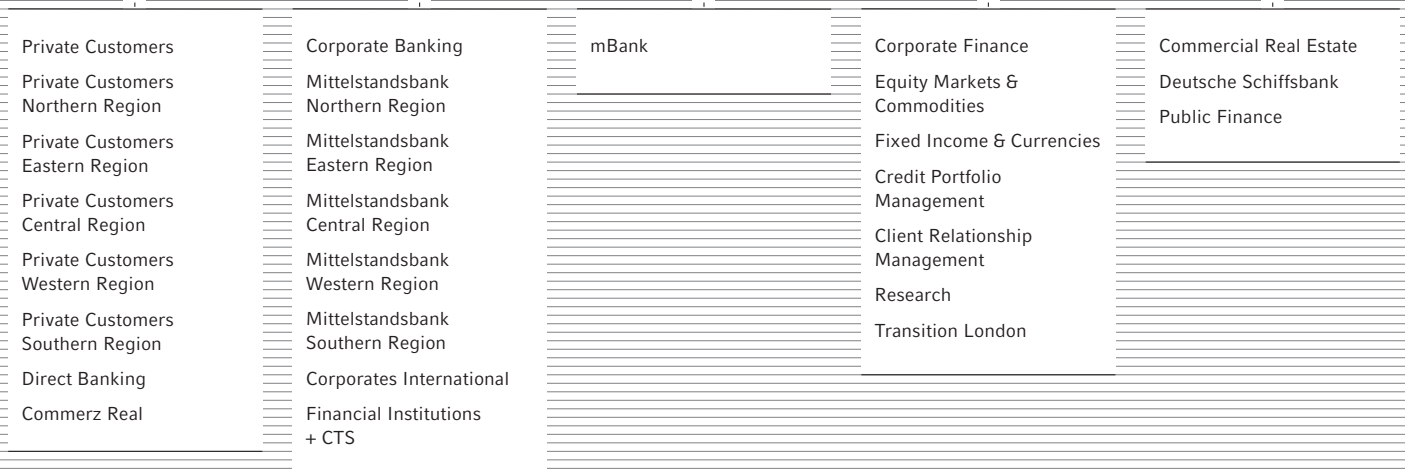 Private Customers
Private Customers
Northern Region
Private Customers
Eastern Region
Private Customers
Central Region
Private Customers
Western Region
Private Customers
Southern Region
Direct Banking
Commerz Real
Corporate Banking
Mittelstandsbank
Northern Region
Mittelstandsbank
Eastern Region
Mittelstandsbank
Central Region
Mittelstandsbank
Western Region
Mittelstandsbank
Southern Region
Corporates International
Financial Institutions
+ CTS
mBank
Corporate Finance
Equity Markets &
Commodities
Fixed Income & Currencies
Credit Portfolio
Management
Client Relationship
Management
Research
Transition London
Commercial Real Estate
Deutsche Schiffsbank
Public Finance